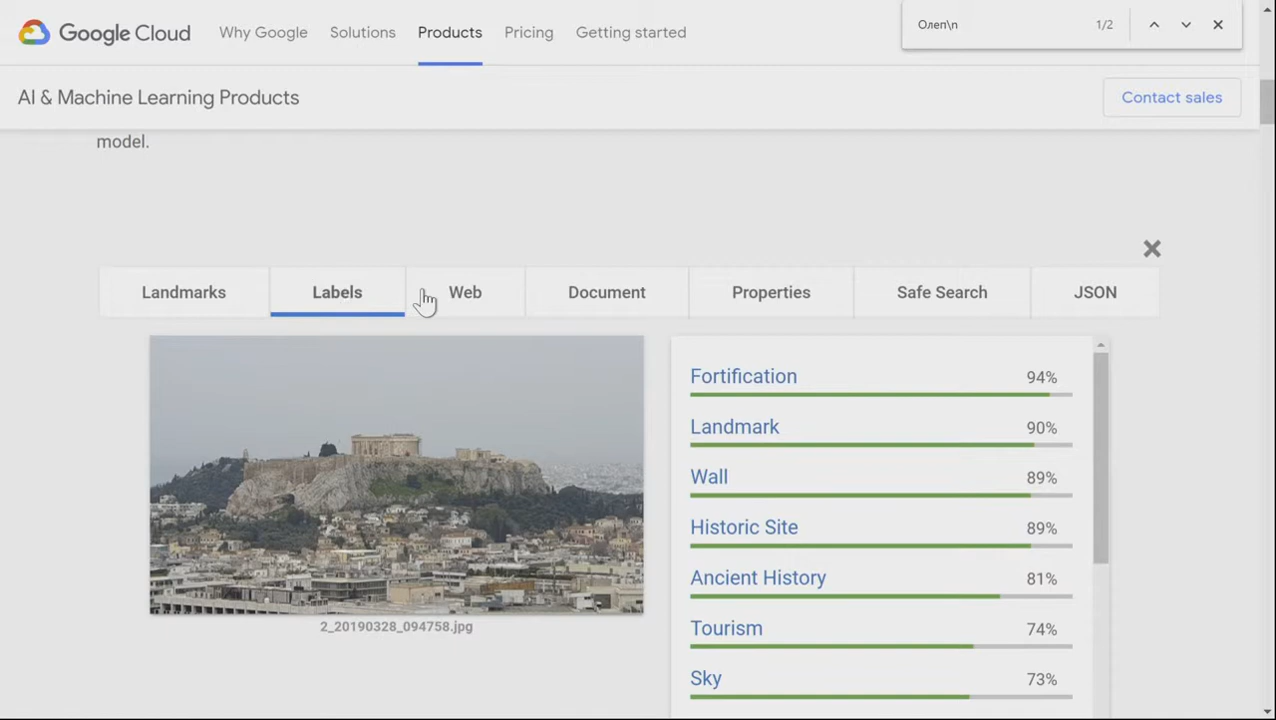 Google Cloud Why Google Solutions Products Pricing Getting started
Олеп\п 1/2
AI & Machine Learning Products Contact sales
model.
Landmarks Labels Web Document Properties Safe Search JSON
Fortification 94%
Landmark 90%
Wall 89%
Historic Site 89%
Ancient History 81%
Tourism 74%
Sky 73%
2_20190328_094758.jpg